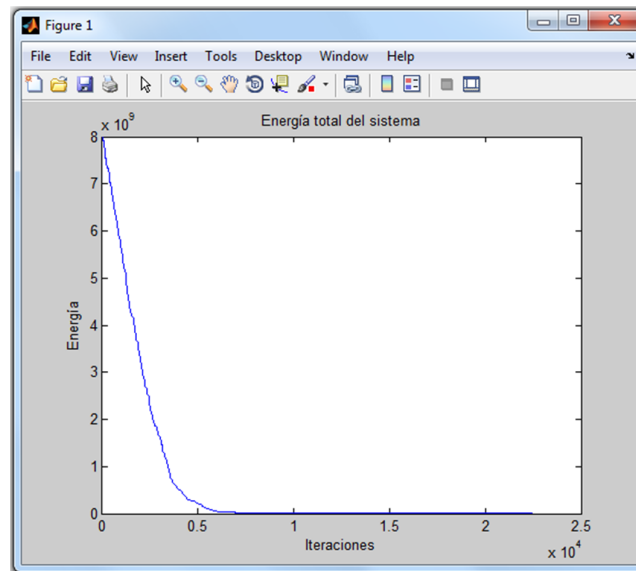 Figure 1
File Edit View Insert Tools Desktop Window Help
x 10^9
Energía total del sistema
8
7
6
5
4
3
2
1
0
Energía
0 0.5 1 1.5 2 2.5
Iteraciones
x 10^4